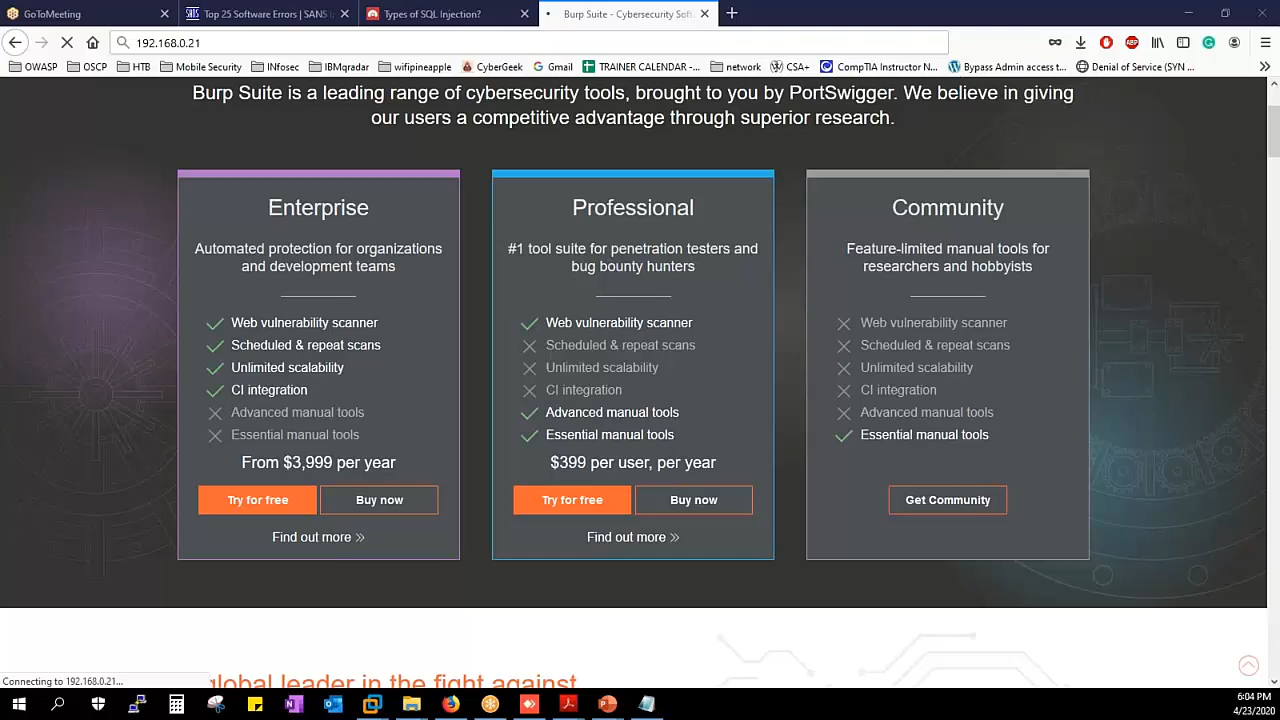 GoToMeeting
Top 25 Software Errors | SANS
Types of SQL Injection?
Burp Suite - Cybersecurity Soft
192.168.0.21
ABP
OWASP
OSCP
HTB
Mobile Security
INfosec
IBMqradar
wifipineapple
CyberGeek
Gmail
TRAINER CALENDAR -...
network
CSA+
CompTIA Instructor N...
Bypass Admin access t...
Denial of Service (SYN ...
Burp Suite is a leading range of cybersecurity tools, brought to you by PortSwigger. We believe in giving
our users a competitive advantage through superior research.
Enterprise
Automated protection for organizations
and development teams
Web vulnerability scanner
Scheduled & repeat scans
Unlimited scalability
CI integration
Advanced manual tools
Essential manual tools
From $3,999 per year
Try for free
Buy now
Find out more
Professional
#1 tool suite for penetration testers and
bug bounty hunters
Web vulnerability scanner
Scheduled & repeat scans
Unlimited scalability
CI integration
Advanced manual tools
Essential manual tools
$399 per user, per year
Try for free
Buy now
Find out more
Community
Feature-limited manual tools for
researchers and hobbyists
Web vulnerability scanner
Scheduled & repeat scans
Unlimited scalability
CI integration
Advanced manual tools
Essential manual tools
Get Community
global leader in the fight against
Connecting to 192.168.0.21...
6:04 PM
4/23/2020